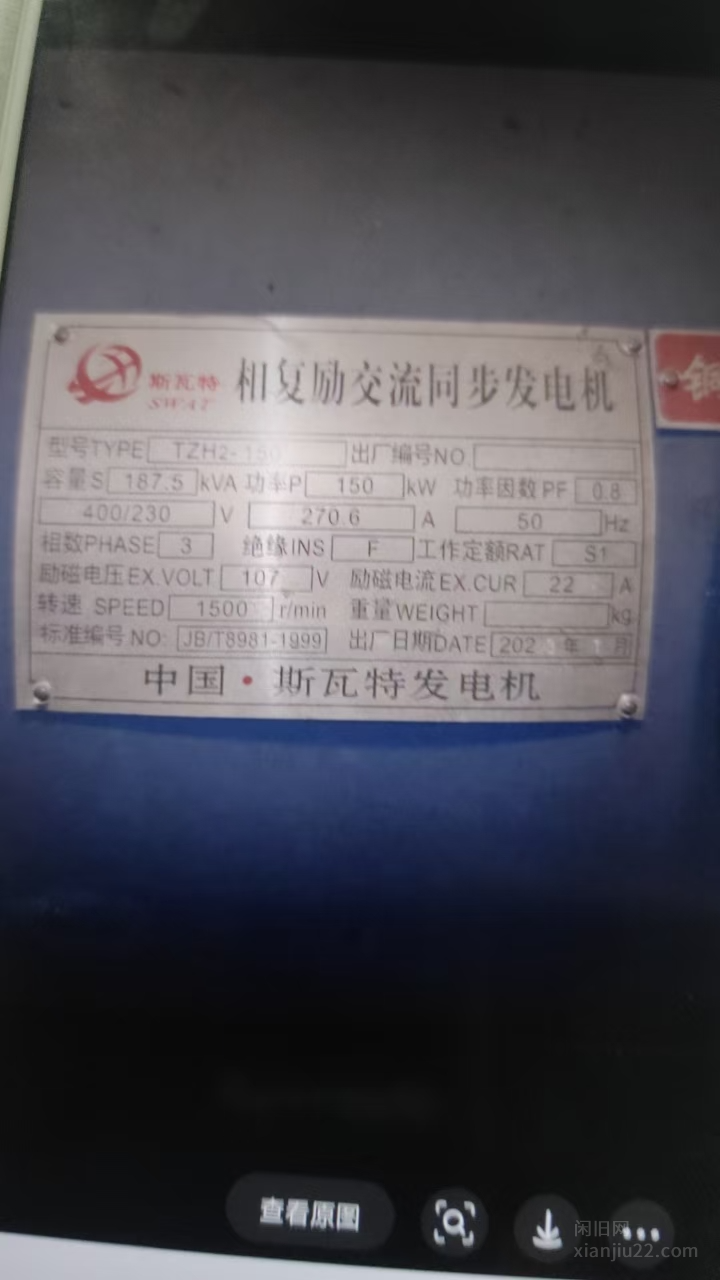 斯瓦特
SWAT
相复励交流同步发电机
铜
型号TYPE TZH2-150 出厂编号NO
容量S 187.5 kVA 功率P 150 kW 功率因数PF 0.8
400/230 V 270.6 A 50 Hz
相数PHASE 3 绝缘INS F 工作定额RAT S1
励磁电压EX.VOLT 107 V 励磁电流EX.CUR 22 A
转速 SPEED 1500 r/min 重量WEIGHT kg
标准编号NO: JB/T8981-1999 出厂日期DATE 202 年 月
中国·斯瓦特发电机
查看原图
闲旧网
xianjiu22.com